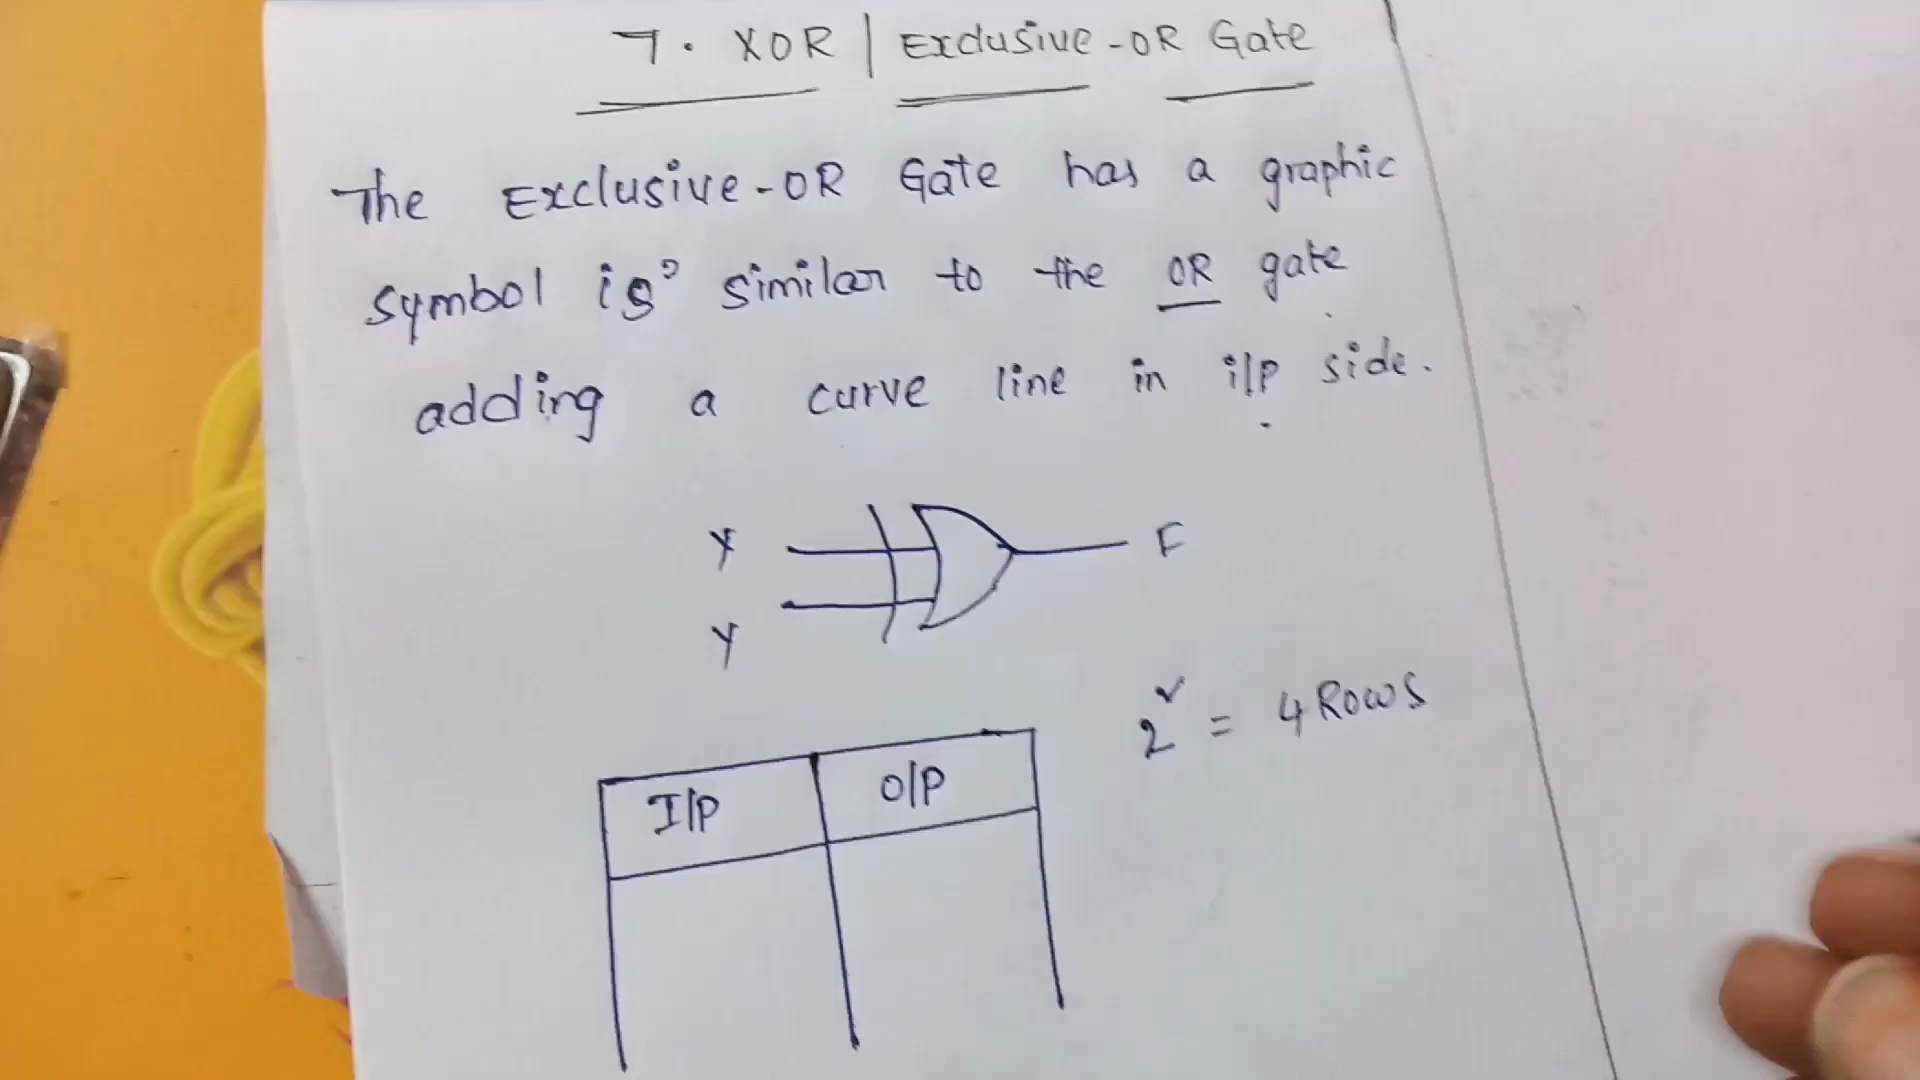 7. XOR | Exclusive-OR Gate
The Exclusive-OR Gate has a graphic
symbol is similar to the OR gate
adding a curve line in i/p side.
X
F
Y
2² = 4 Rows
I/P O/P